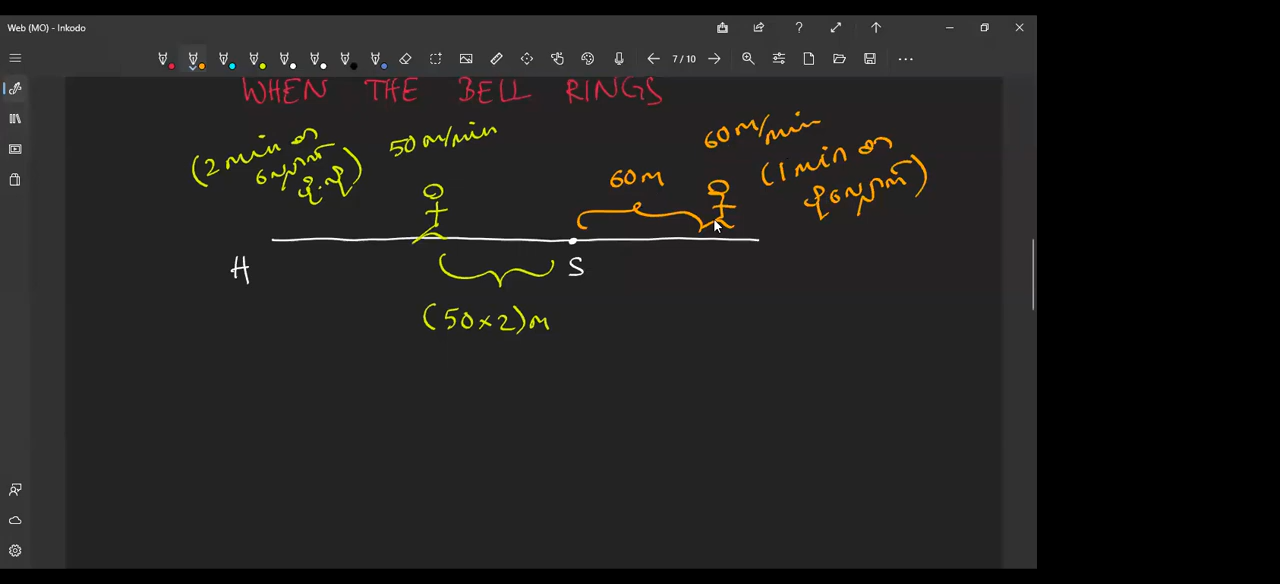 Web (MO) - Inkodo
7 / 10
WHEN THE BELL RINGS
(2 min
50 m/min
60 m/min
(1 min
60 m
H
S
(50 × 2) m